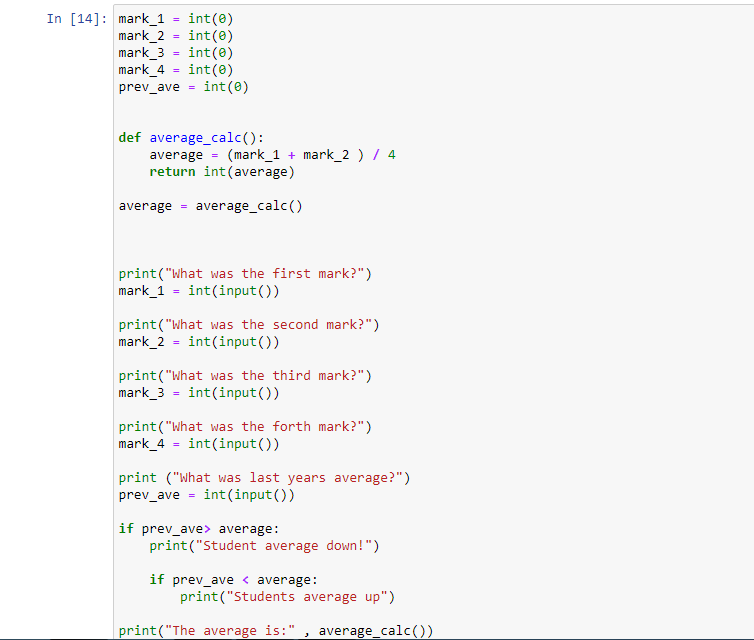 In [14]: mark_1 = int(0)
mark_2 = int(0)
mark_3 = int(0)
mark_4 = int(0)
prev_ave = int(0)
def average_calc():
    average = (mark_1 + mark_2 ) / 4
    return int(average)
average = average_calc()
print("What was the first mark?")
mark_1 = int(input())
print("What was the second mark?")
mark_2 = int(input())
print("What was the third mark?")
mark_3 = int(input())
print("What was the forth mark?")
mark_4 = int(input())
print ("What was last years average?")
prev_ave = int(input())
if prev_ave> average:
    print("Student average down!")
    if prev_ave < average:
        print("Students average up")
print("The average is:" , average_calc())